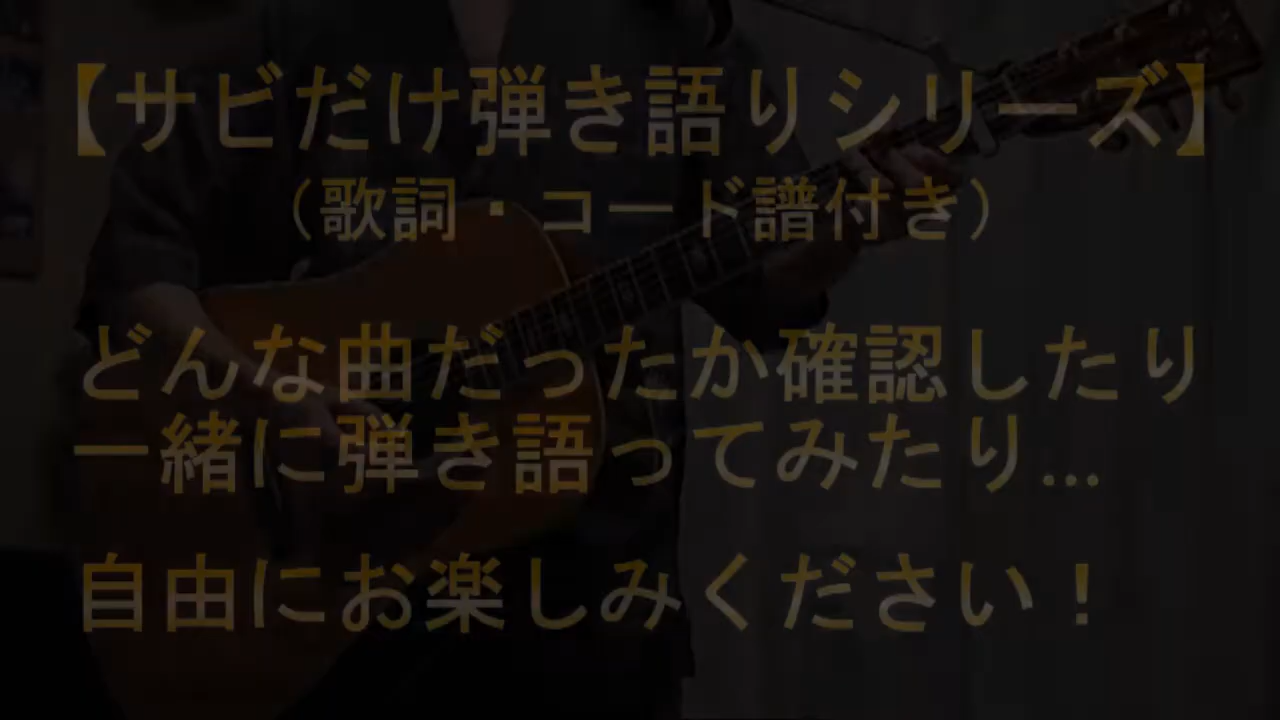 【サビだけ弾き語りシリーズ】
（歌詞・コード譜付き）
どんな曲だったか確認したり
一緒に弾き語ってみたり...
自由にお楽しみください！